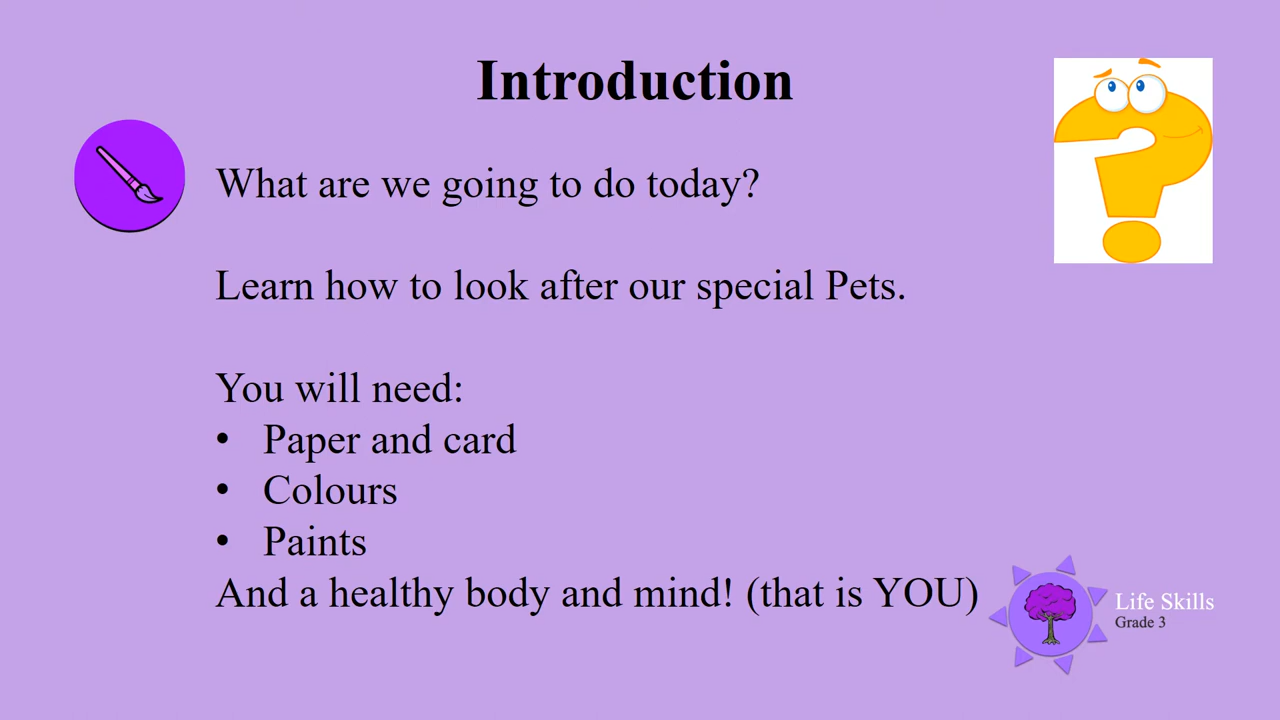 Introduction
What are we going to do today?
Learn how to look after our special Pets.
You will need:
• Paper and card
• Colours
• Paints
And a healthy body and mind! (that is YOU)
Life Skills
Grade 3